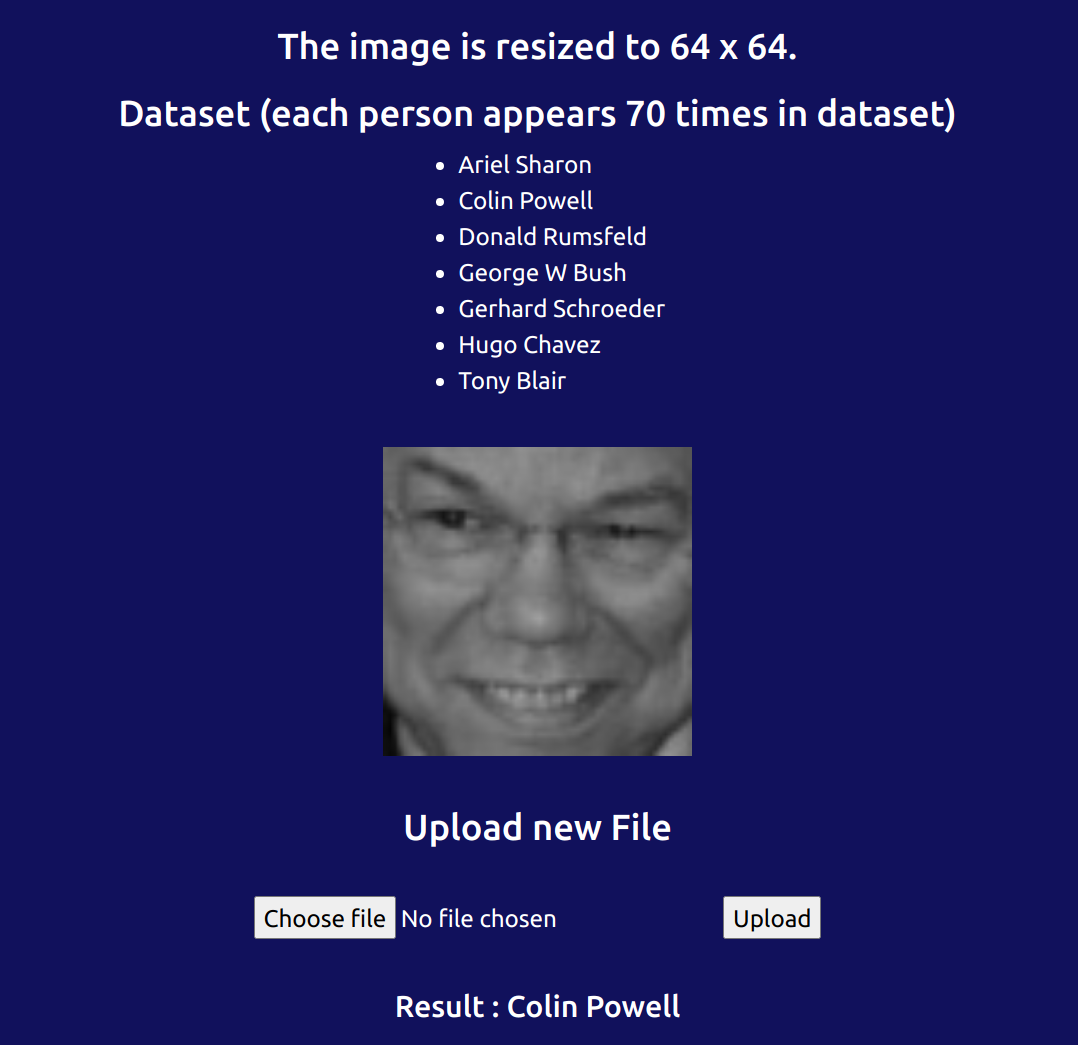 The image is resized to 64 x 64.
Dataset (each person appears 70 times in dataset)
• Ariel Sharon
• Colin Powell
• Donald Rumsfeld
• George W Bush
• Gerhard Schroeder
• Hugo Chavez
• Tony Blair
Upload new File
Choose file No file chosen Upload
Result : Colin Powell